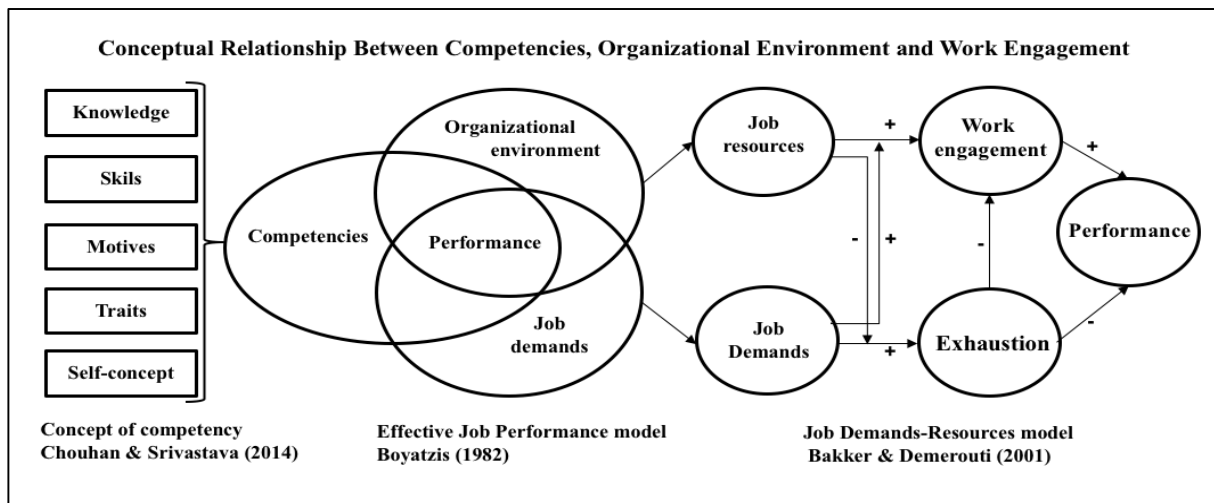 Conceptual Relationship Between Competencies, Organizational Environment and Work Engagement
Knowledge
Skils
Motives
Traits
Self-concept
Competencies
Organizational
environment
Performance
Job
demands
Job
resources
Job
Demands
+
-
+
+
Work
engagement
-
Exhaustion
+
-
Performance
Concept of competency
Chouhan & Srivastava (2014)
Effective Job Performance model
Boyatzis (1982)
Job Demands-Resources model
Bakker & Demerouti (2001)